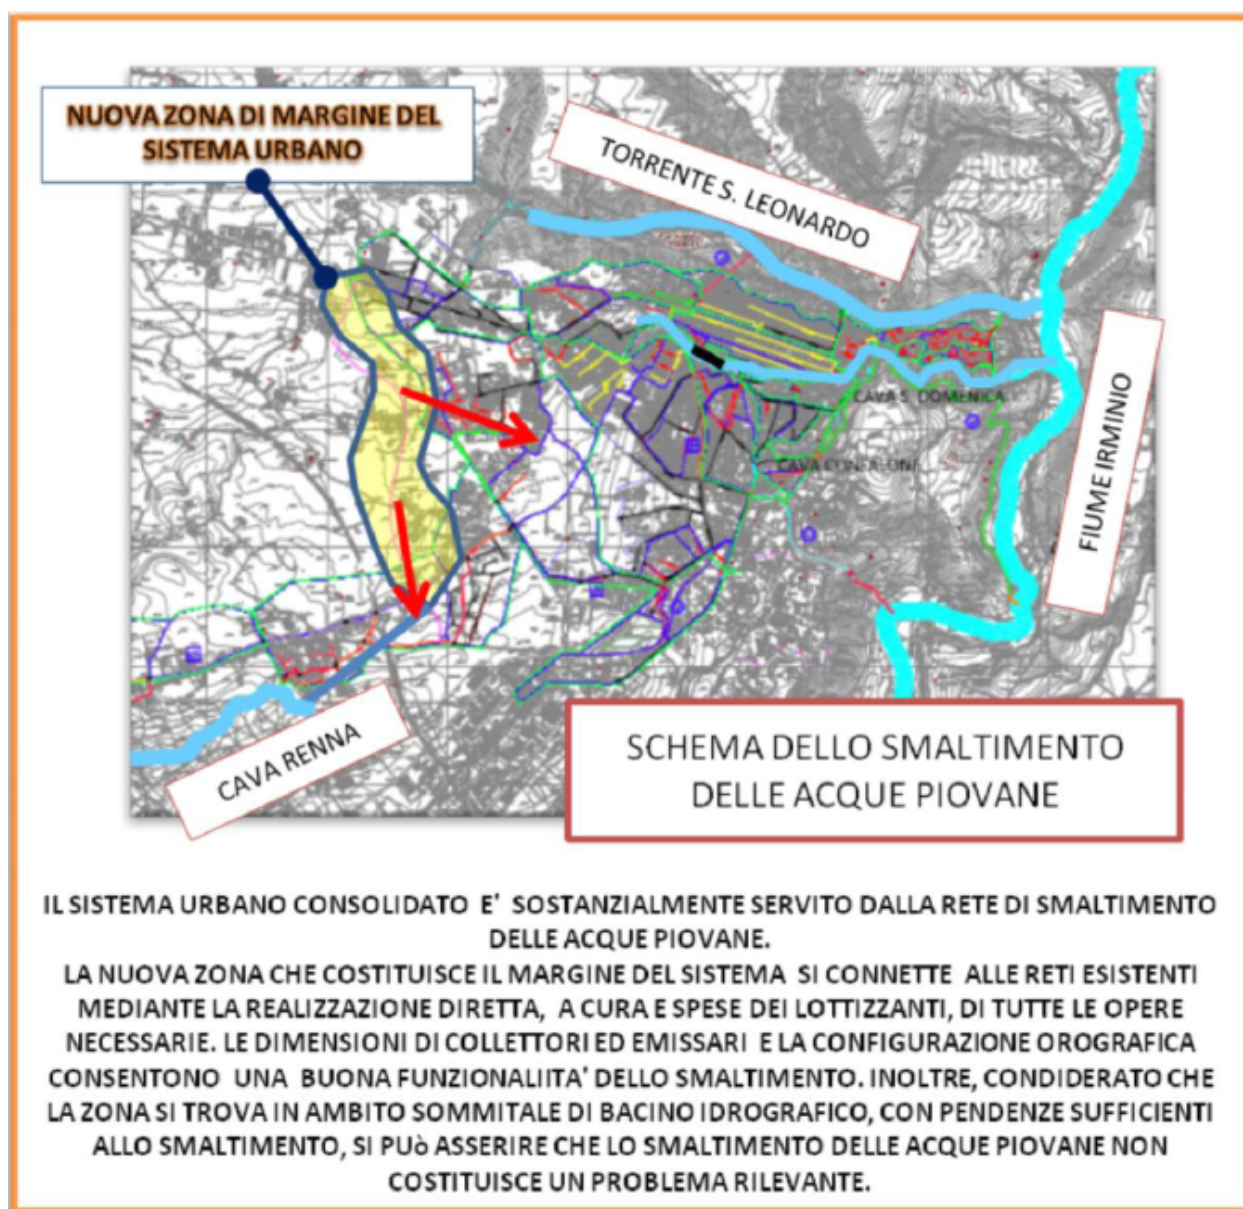 NUOVA ZONA DI MARGINE DEL
SISTEMA URBANO
TORRENTE S. LEONARDO
FIUME IRMINIO
CAVA S. DOMENICA
CAVA CONFALONE
CAVA RENNA
SCHEMA DELLO SMALTIMENTO
DELLE ACQUE PIOVANE
IL SISTEMA URBANO CONSOLIDATO E' SOSTANZIALMENTE SERVITO DALLA RETE DI SMALTIMENTO
DELLE ACQUE PIOVANE.
LA NUOVA ZONA CHE COSTITUISCE IL MARGINE DEL SISTEMA SI CONNETTE ALLE RETI ESISTENTI
MEDIANTE LA REALIZZAZIONE DIRETTA, A CURA E SPESE DEI LOTTIZZANTI, DI TUTTE LE OPERE
NECESSARIE. LE DIMENSIONI DI COLLETTORI ED EMISSARI E LA CONFIGURAZIONE OROGRAFICA
CONSENTONO UNA BUONA FUNZIONALIITA' DELLO SMALTIMENTO. INOLTRE, CONDIDERATO CHE
LA ZONA SI TROVA IN AMBITO SOMMITALE DI BACINO IDROGRAFICO, CON PENDENZE SUFFICIENTI
ALLO SMALTIMENTO, SI PUò ASSERIRE CHE LO SMALTIMENTO DELLE ACQUE PIOVANE NON
COSTITUISCE UN PROBLEMA RILEVANTE.